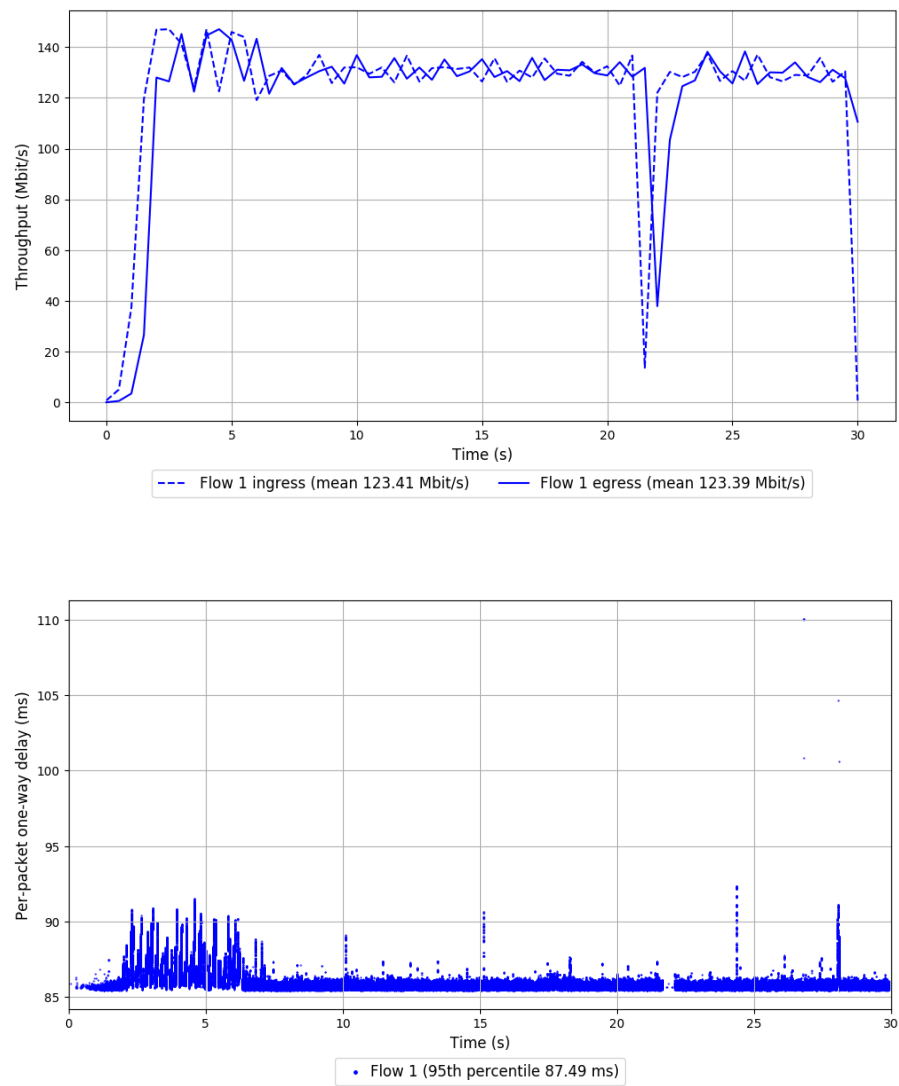 Throughput (Mbit/s)
140
120
100
80
60
40
20
0
0 5 10 15 20 25 30
Time (s)
Flow 1 ingress (mean 123.41 Mbit/s) Flow 1 egress (mean 123.39 Mbit/s)
Per-packet one-way delay (ms)
110
105
100
95
90
85
0 5 10 15 20 25 30
Time (s)
Flow 1 (95th percentile 87.49 ms)